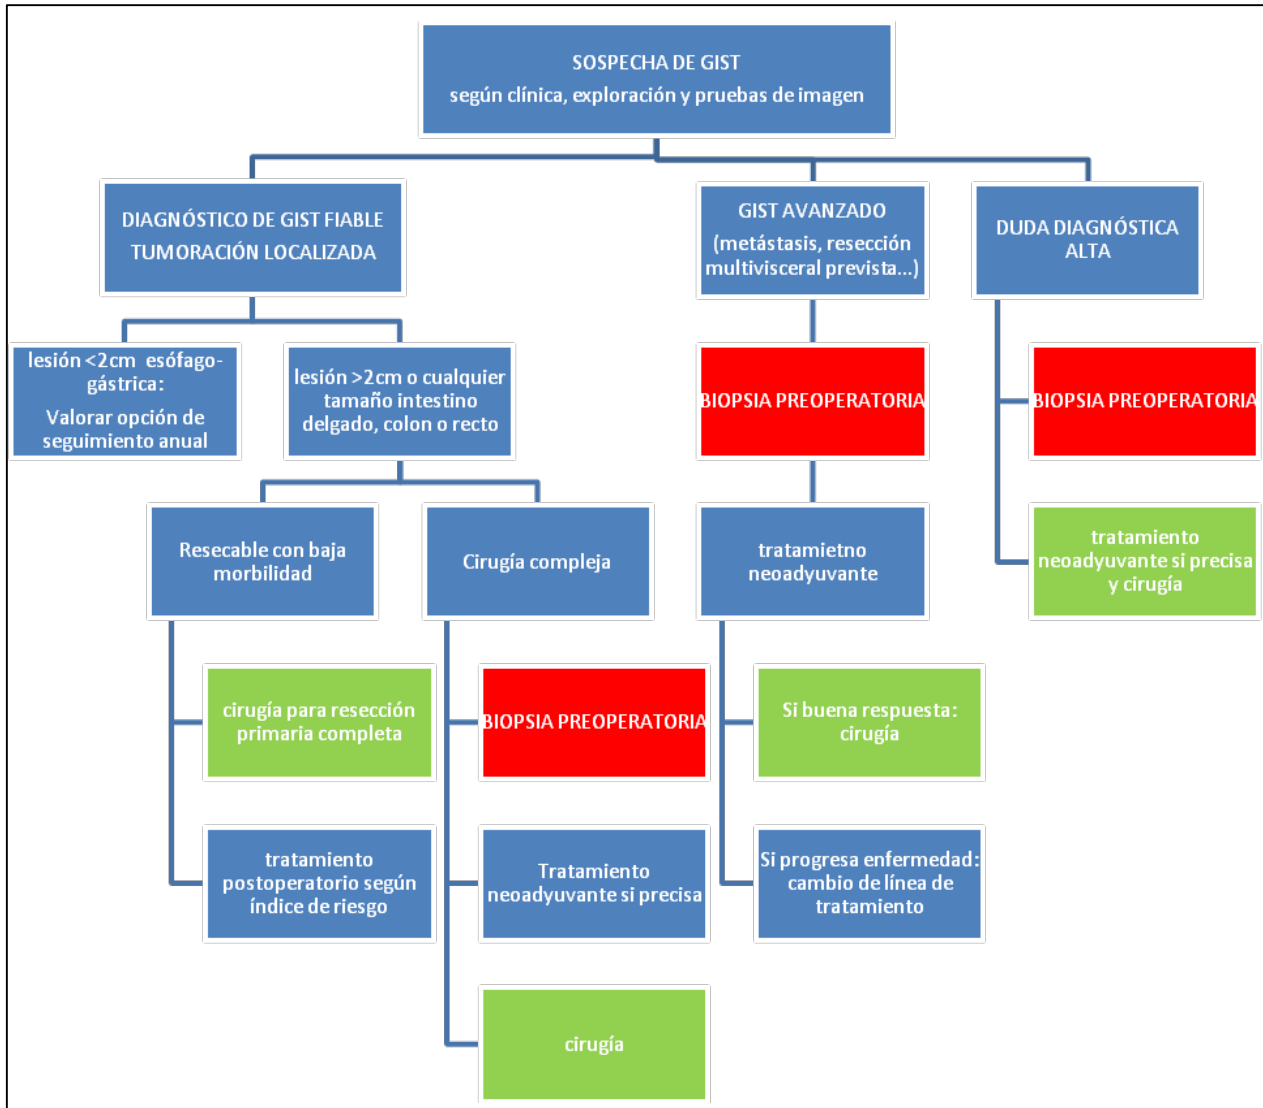 SOSPECHA DE GIST
según clínica, exploración y pruebas de imagen
DIAGNÓSTICO DE GIST FIABLE
TUMORACIÓN LOCALIZADA
GIST AVANZADO
(metástasis, resección
multivisceral prevista...)
DUDA DIAGNÓSTICA
ALTA
lesión <2cm esófago-
gástrica:
Valorar opción de
seguimiento anual
lesión >2cm o cualquier
tamaño intestino
delgado, colon o recto
BIOPSIA PREOPERATORIA
BIOPSIA PREOPERATORIA
Resecable con baja
morbilidad
Cirugía compleja
tratamietno
neoadyuvante
tratamiento
neoadyuvante si precisa
y cirugía
cirugía para resección
primaria completa
BIOPSIA PREOPERATORIA
Si buena respuesta:
cirugía
tratamiento
postoperatorio según
índice de riesgo
Tratamiento
neoadyuvante si precisa
Si progresa enfermedad:
cambio de línea de
tratamiento
cirugía